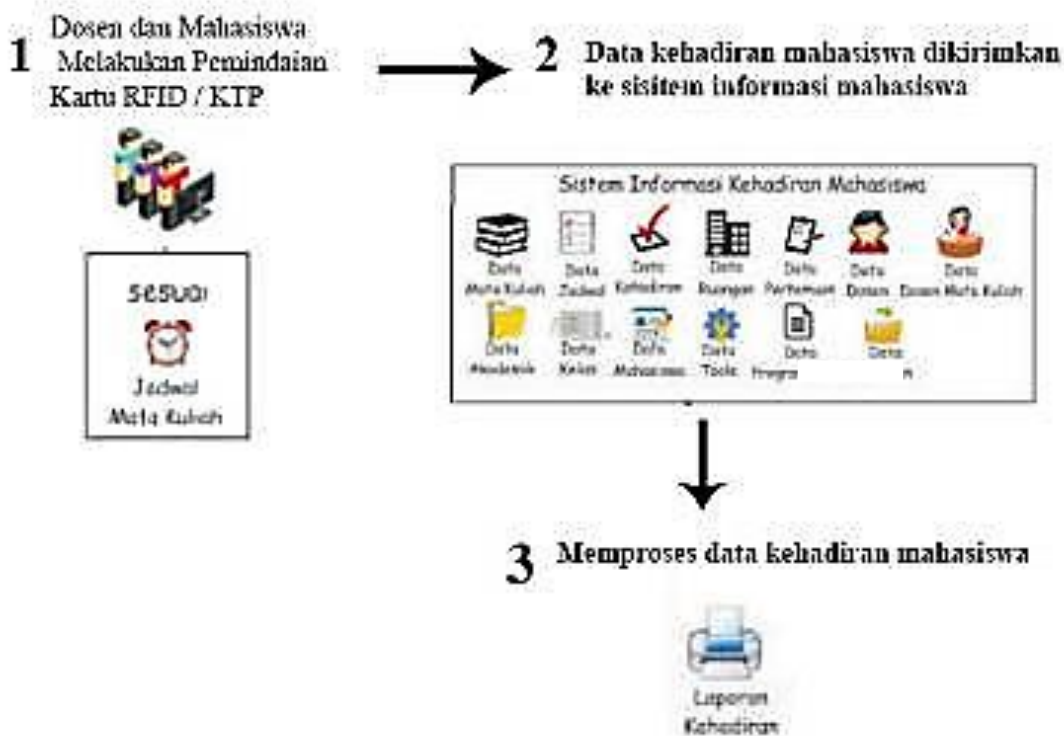 1 Dosen dan Mahasiswa
Melakukan Pemindaian
Kartu RFID / KTP
2 Data kehadiran mahasiswa dikirimkan
ke sisitem informasi mahasiswa
sesuai
Jadwal
Mata Kuliah
Sistem Informasi Kehadiran Mahasiswa
Data Data Data Data Data Data Data
Mata Kuliah Jadwal Kehadiran Ruangan Pertemuan Dosen Dosen Mata Kuliah
Data Data Data Data Data Data
Akademik Kelas Mahasiswa Tools
3 Memproses data kehadiran mahasiswa
Laporan
Kehadiran